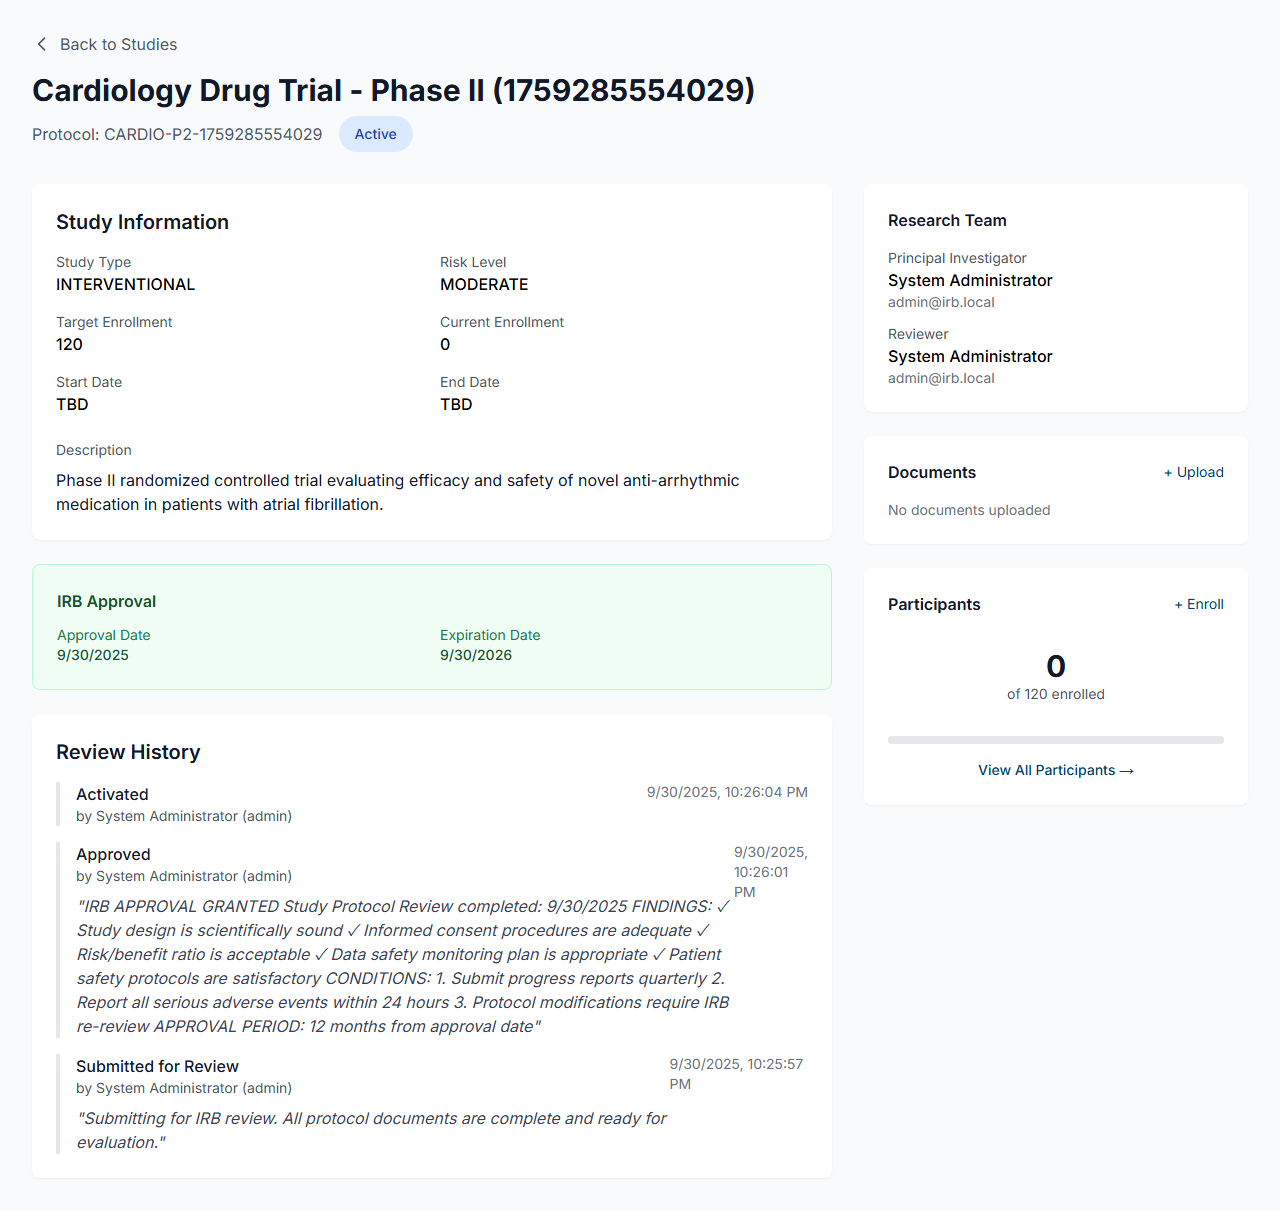 Back to Studies
Cardiology Drug Trial - Phase II (1759285554029)
Protocol: CARDIO-P2-1759285554029
Active
Study Information
Study Type
INTERVENTIONAL
Risk Level
MODERATE
Target Enrollment
120
Current Enrollment
0
Start Date
TBD
End Date
TBD
Description
Phase II randomized controlled trial evaluating efficacy and safety of novel anti-arrhythmic
medication in patients with atrial fibrillation.
IRB Approval
Approval Date
9/30/2025
Expiration Date
9/30/2026
Review History
Activated
by System Administrator (admin)
9/30/2025, 10:26:04 PM
Approved
by System Administrator (admin)
9/30/2025,
10:26:01
PM
"IRB APPROVAL GRANTED Study Protocol Review completed: 9/30/2025 FINDINGS: ✓
Study design is scientifically sound ✓ Informed consent procedures are adequate ✓
Risk/benefit ratio is acceptable ✓ Data safety monitoring plan is appropriate ✓ Patient
safety protocols are satisfactory CONDITIONS: 1. Submit progress reports quarterly 2.
Report all serious adverse events within 24 hours 3. Protocol modifications require IRB
re-review APPROVAL PERIOD: 12 months from approval date"
Submitted for Review
by System Administrator (admin)
9/30/2025, 10:25:57
PM
"Submitting for IRB review. All protocol documents are complete and ready for
evaluation."
Research Team
Principal Investigator
System Administrator
admin@irb.local
Reviewer
System Administrator
admin@irb.local
Documents
+ Upload
No documents uploaded
Participants
+ Enroll
0
of 120 enrolled
View All Participants →